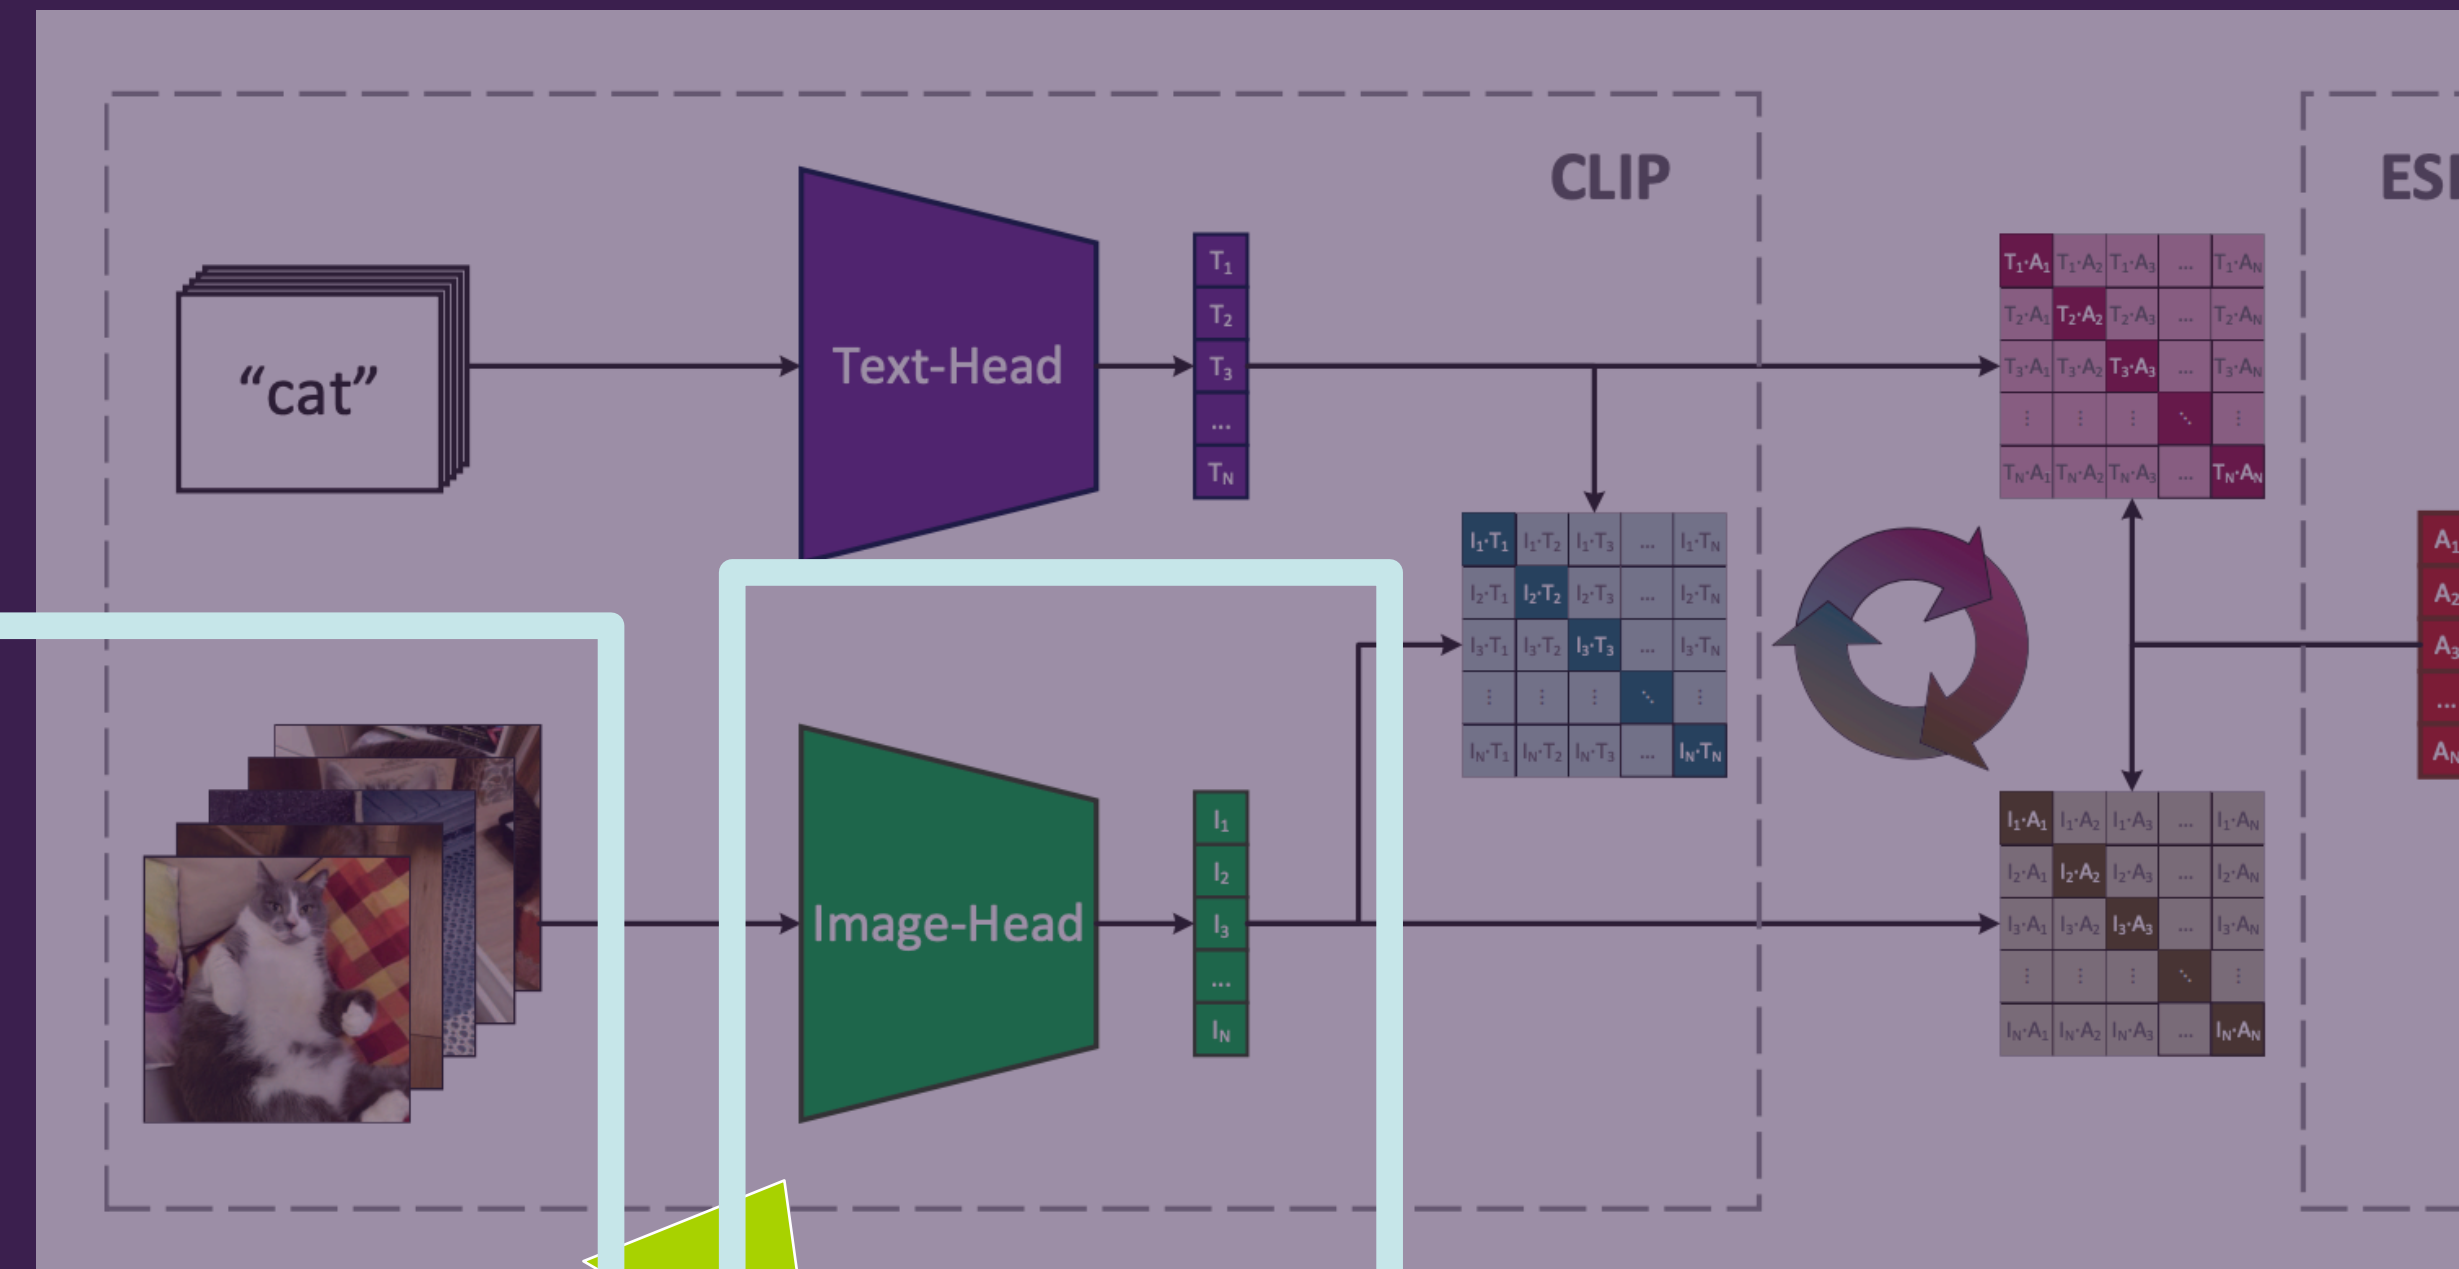 CLIP
“cat”
Text-Head
T₁
T₂
T₃
...
T_N
T₁·A₁ T₁·A₂ T₁·A₃ ... T₁·A_N
T₂·A₁ T₂·A₂ T₂·A₃ ... T₂·A_N
T₃·A₁ T₃·A₂ T₃·A₃ ... T₃·A_N
⋮ ⋮ ⋮ ⋱ ⋮
T_N·A₁ T_N·A₂ T_N·A₃ ... T_N·A_N
I₁·T₁ I₁·T₂ I₁·T₃ ... I₁·T_N
I₂·T₁ I₂·T₂ I₂·T₃ ... I₂·T_N
I₃·T₁ I₃·T₂ I₃·T₃ ... I₃·T_N
⋮ ⋮ ⋮ ⋱ ⋮
I_N·T₁ I_N·T₂ I_N·T₃ ... I_N·T_N
A₁
A₂
A₃
...
A_N
Image-Head
I₁
I₂
I₃
...
I_N
I₁·A₁ I₁·A₂ I₁·A₃ ... I₁·A_N
I₂·A₁ I₂·A₂ I₂·A₃ ... I₂·A_N
I₃·A₁ I₃·A₂ I₃·A₃ ... I₃·A_N
⋮ ⋮ ⋮ ⋱ ⋮
I_N·A₁ I_N·A₂ I_N·A₃ ... I_N·A_N